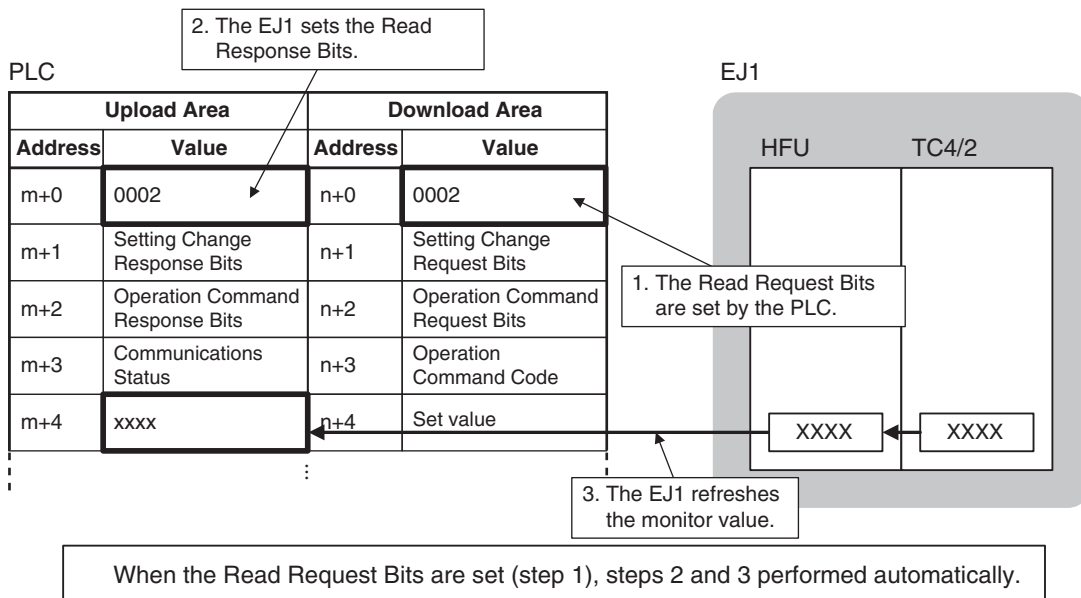 2. The EJ1 sets the Read
Response Bits.
PLC
EJ1
Upload Area Download Area
Address Value Address Value
HFU TC4/2
m+0 0002 n+0 0002
m+1 Setting Change
Response Bits n+1 Setting Change
Request Bits
1. The Read Request Bits
are set by the PLC.
m+2 Operation Command
Response Bits n+2 Operation Command
Request Bits
m+3 Communications
Status n+3 Operation
Command Code
m+4 xxxx n+4 Set value
XXXX XXXX
3. The EJ1 refreshes
the monitor value.
When the Read Request Bits are set (step 1), steps 2 and 3 performed automatically.